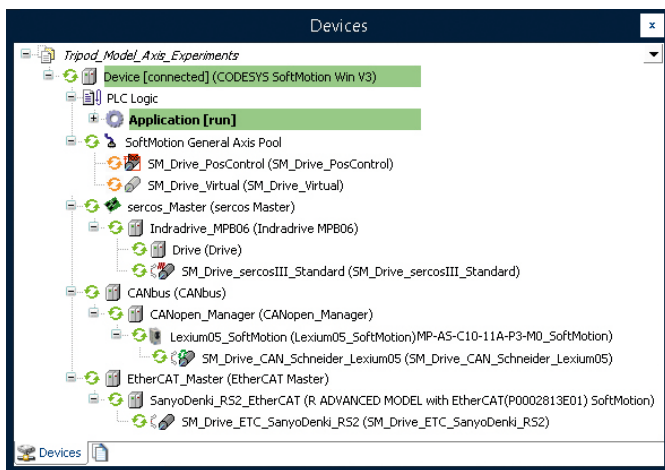 Devices
Tripod_Model_Axis_Experiments
Device [connected] (CODESYS SoftMotion Win V3)
PLC Logic
Application [run]
SoftMotion General Axis Pool
SM_Drive_PosControl (SM_Drive_PosControl)
SM_Drive_Virtual (SM_Drive_Virtual)
sercos_Master (sercos Master)
Indradrive_MPB06 (Indradrive MPB06)
Drive (Drive)
SM_Drive_sercosIII_Standard (SM_Drive_sercosIII_Standard)
CANbus (CANbus)
CANopen_Manager (CANopen_Manager)
Lexium05_SoftMotion (Lexium05_SoftMotion)MP-AS-C10-11A-P3-M0_SoftMotion)
SM_Drive_CAN_Schneider_Lexium05 (SM_Drive_CAN_Schneider_Lexium05)
EtherCAT_Master (EtherCAT Master)
SanyoDenki_RS2_EtherCAT (R ADVANCED MODEL with EtherCAT(P0002813E01) SoftMotion)
SM_Drive_ETC_SanyoDenki_RS2 (SM_Drive_ETC_SanyoDenki_RS2)
Devices